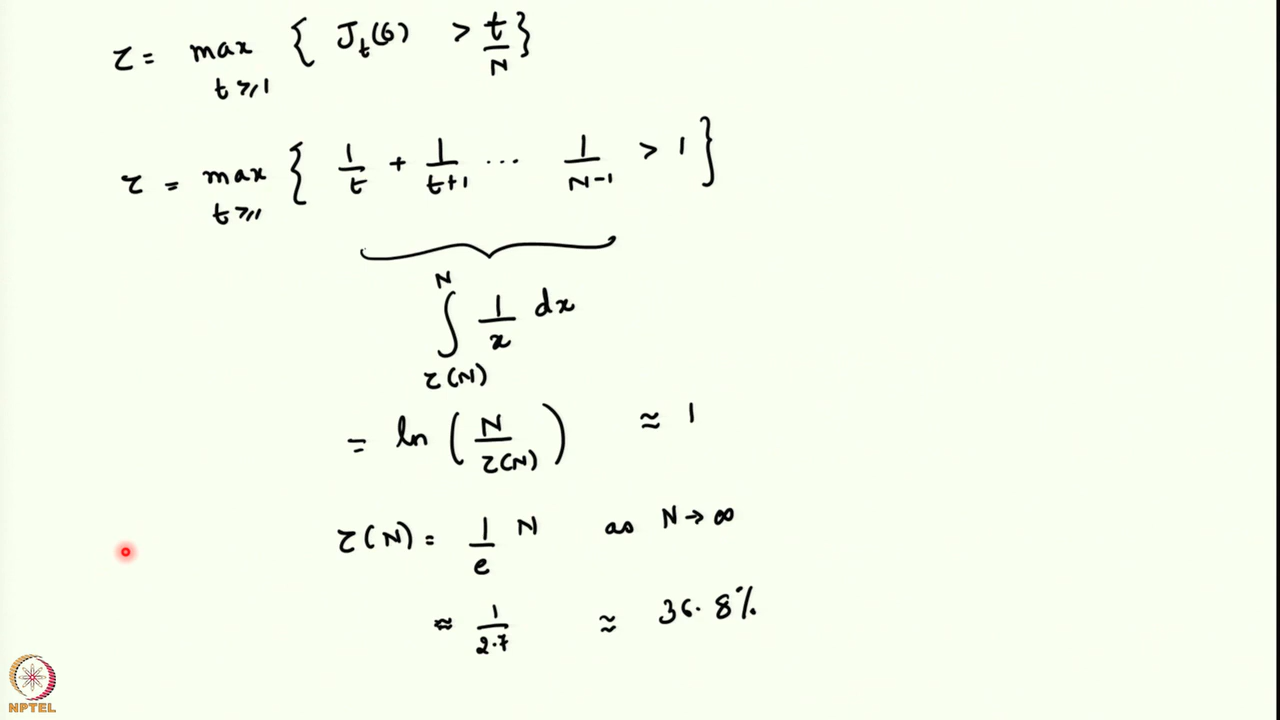 τ = max { J_t(6) > t/N }
t ≥ 1
τ = max { 1/t + 1/t+1 ... 1/N-1 > 1 }
t ≥ 1
∫_{τ(N)}^{N} 1/x dx
= ln ( N/τ(N) ) ≈ 1
τ(N) = 1/e N as N → ∞
≈ 1/2.7 ≈ 36.8%
NPTEL